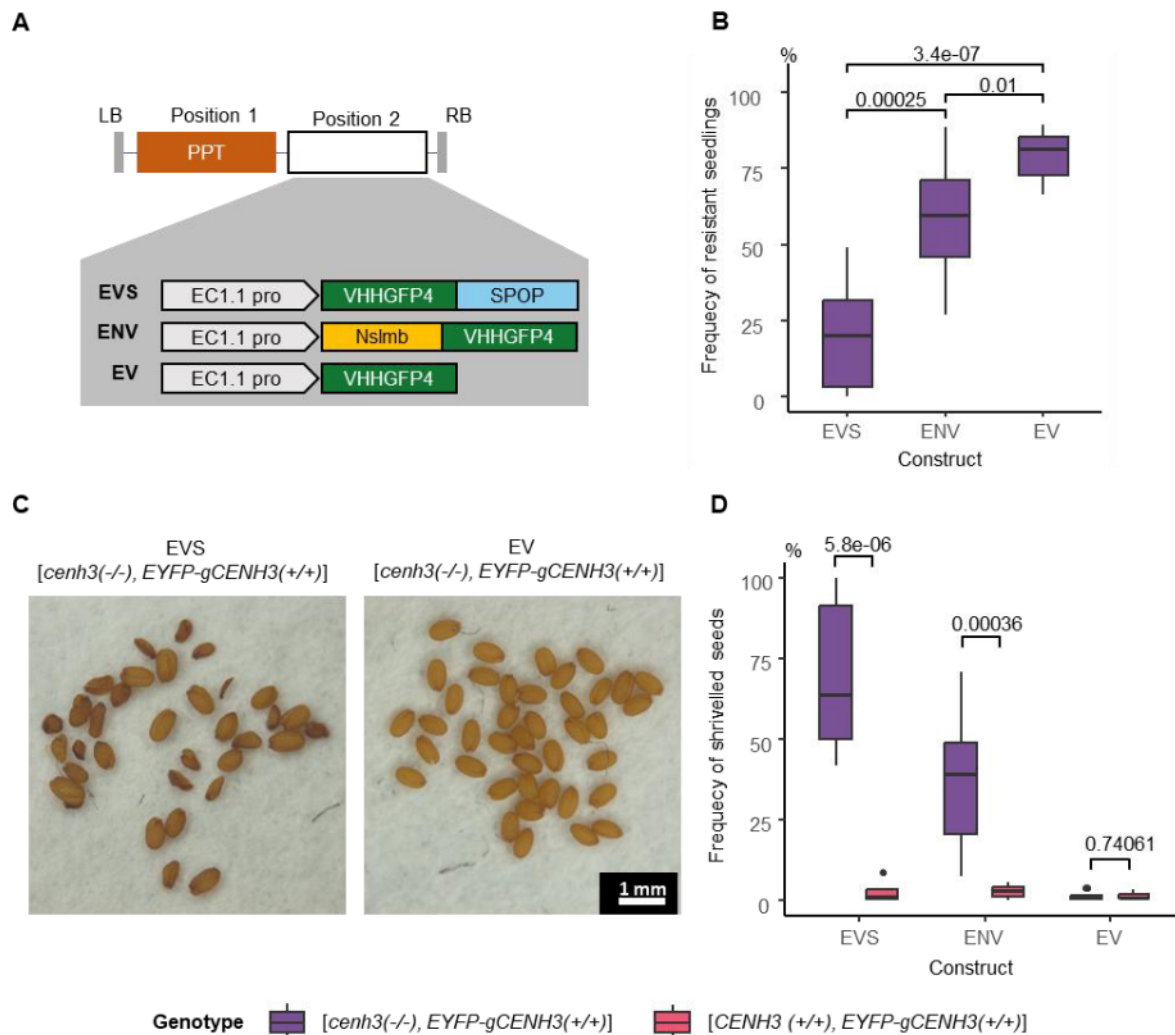 A
LB
Position 1
Position 2
RB
PPT
EVS
EC1.1 pro
VHHGFP4
SPOP
ENV
EC1.1 pro
Nslmb
VHHGFP4
EV
EC1.1 pro
VHHGFP4
B
%
3.4e-07
0.00025
0.01
100
75
50
25
0
Frequecy of resistant seedlings
EVS
ENV
EV
Construct
C
EVS
[cenh3(-/-), EYFP-gCENH3(+/+)]
EV
[cenh3(-/-), EYFP-gCENH3(+/+)]
1 mm
D
%
5.8e-06
0.00036
0.74061
100
75
50
25
0
Frequecy of shrivelled seeds
EVS
ENV
EV
Construct
Genotype
[cenh3(-/-), EYFP-gCENH3(+/+)]
[CENH3 (+/+), EYFP-gCENH3(+/+)]